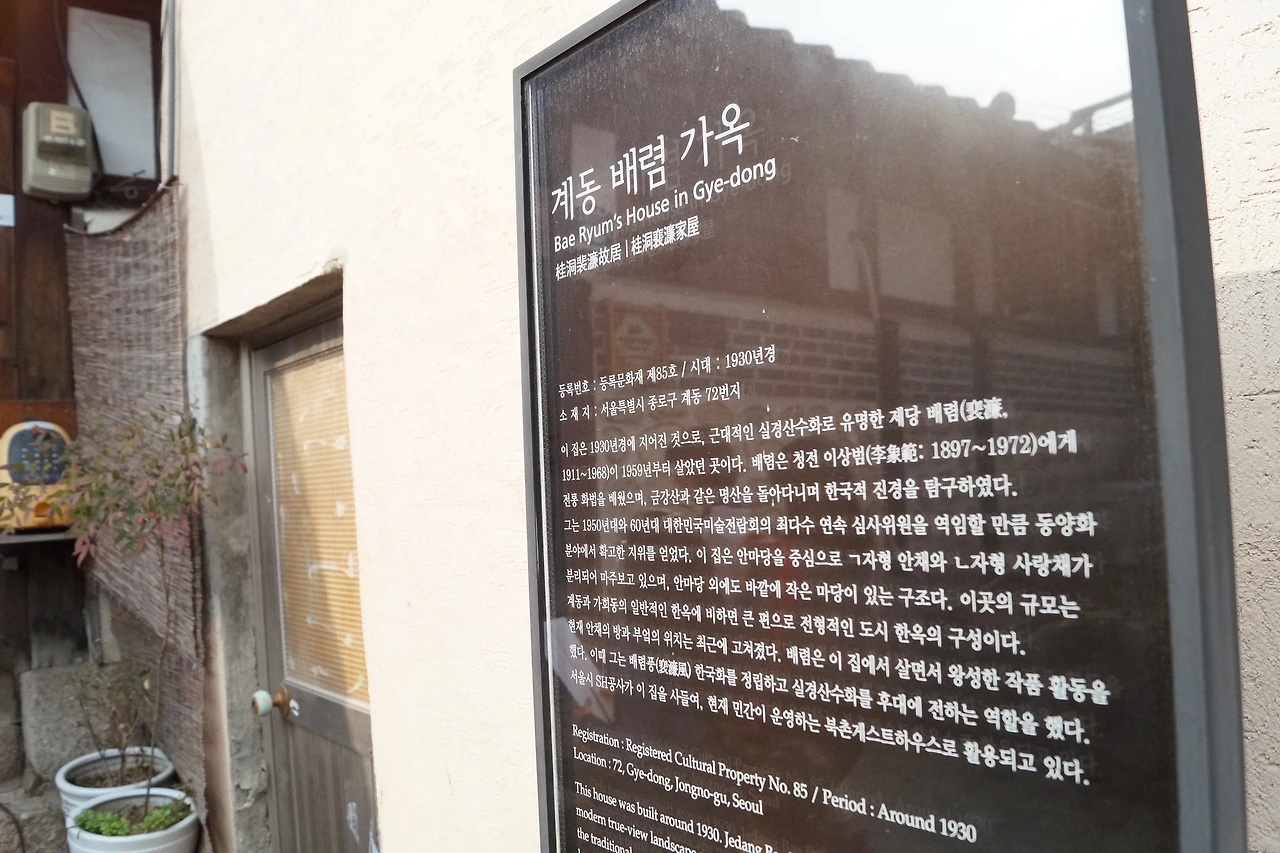 계동 배렴 가옥
Bae Ryum's House in Gye-dong
桂洞裴濂故居 | 桂洞裵濂家屋
등록번호 : 등록문화재 제85호 / 시대 : 1930년경
소 재 지 : 서울특별시 종로구 계동 72번지
이 집은 1930년경에 지어진 것으로, 근대적인 실경산수화로 유명한 제당 배렴(裵濂,
1911~1968)이 1959년부터 살았던 곳이다. 배렴은 청전 이상범(李象範: 1897~1972)에게
전통 화법을 배웠으며, 금강산과 같은 명산을 돌아다니며 한국적 진경을 탐구하였다.
그는 1950년대와 60년대 대한민국미술전람회의 최다수 연속 심사위원을 역임할 만큼 동양화
분야에서 확고한 지위를 얻었다. 이 집은 안마당을 중심으로 ㄱ자형 안채와 ㄴ자형 사랑채가
분리되어 마주보고 있으며, 안마당 외에도 바깥에 작은 마당이 있는 구조다. 이곳의 규모는
계동과 가회동의 일반적인 한옥에 비하면 큰 편으로 전형적인 도시 한옥의 구성이다.
현재 안채의 방과 부엌의 위치는 최근에 고쳐졌다. 배렴은 이 집에서 살면서 왕성한 작품 활동을
했다. 이때 그는 배렴풍(裵濂風) 한국화를 정립하고 실경산수화를 후대에 전하는 역할을 했다.
서울시 SH공사가 이 집을 사들여, 현재 민간이 운영하는 북촌게스트하우스로 활용되고 있다.
Registration : Registered Cultural Property No. 85 / Period : Around 1930
Location : 72, Gye-dong, Jongno-gu, Seoul
This house was built around 1930. Jedang
modern true-view landscape
the traditional